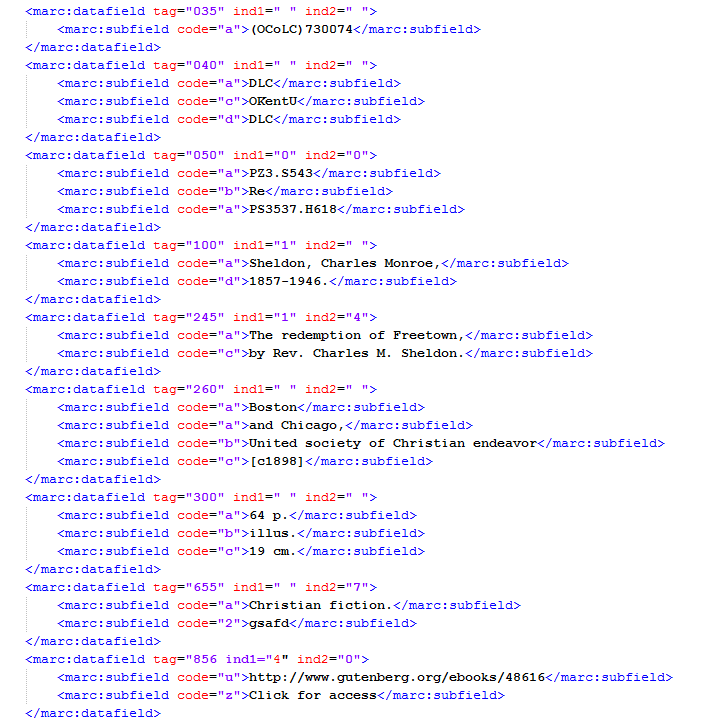 <marc:datafield tag="035" ind1=" " ind2=" ">
<marc:subfield code="a">(OCoLC)730074</marc:subfield>
</marc:datafield>
<marc:datafield tag="040" ind1=" " ind2=" ">
<marc:subfield code="a">DLC</marc:subfield>
<marc:subfield code="c">OKentU</marc:subfield>
<marc:subfield code="d">DLC</marc:subfield>
</marc:datafield>
<marc:datafield tag="050" ind1="0" ind2="0">
<marc:subfield code="a">PZ3.S543</marc:subfield>
<marc:subfield code="b">Re</marc:subfield>
<marc:subfield code="a">PS3537.H618</marc:subfield>
</marc:datafield>
<marc:datafield tag="100" ind1="1" ind2=" ">
<marc:subfield code="a">Sheldon, Charles Monroe,</marc:subfield>
<marc:subfield code="d">1857-1946.</marc:subfield>
</marc:datafield>
<marc:datafield tag="245" ind1="1" ind2="4">
<marc:subfield code="a">The redemption of Freetown,</marc:subfield>
<marc:subfield code="c">by Rev. Charles M. Sheldon.</marc:subfield>
</marc:datafield>
<marc:datafield tag="260" ind1=" " ind2=" ">
<marc:subfield code="a">Boston</marc:subfield>
<marc:subfield code="a">and Chicago,</marc:subfield>
<marc:subfield code="b">United society of Christian endeavor</marc:subfield>
<marc:subfield code="c">[c1898]</marc:subfield>
</marc:datafield>
<marc:datafield tag="300" ind1=" " ind2=" ">
<marc:subfield code="a">64 p.</marc:subfield>
<marc:subfield code="b">illus.</marc:subfield>
<marc:subfield code="c">19 cm.</marc:subfield>
</marc:datafield>
<marc:datafield tag="655" ind1=" " ind2="7">
<marc:subfield code="a">Christian fiction.</marc:subfield>
<marc:subfield code="2">gsafd</marc:subfield>
</marc:datafield>
<marc:datafield tag="856 ind1="4" ind2="0">
<marc:subfield code="u">http://www.gutenberg.org/ebooks/48616</marc:subfield>
<marc:subfield code="z">Click for access</marc:subfield>
</marc:datafield>